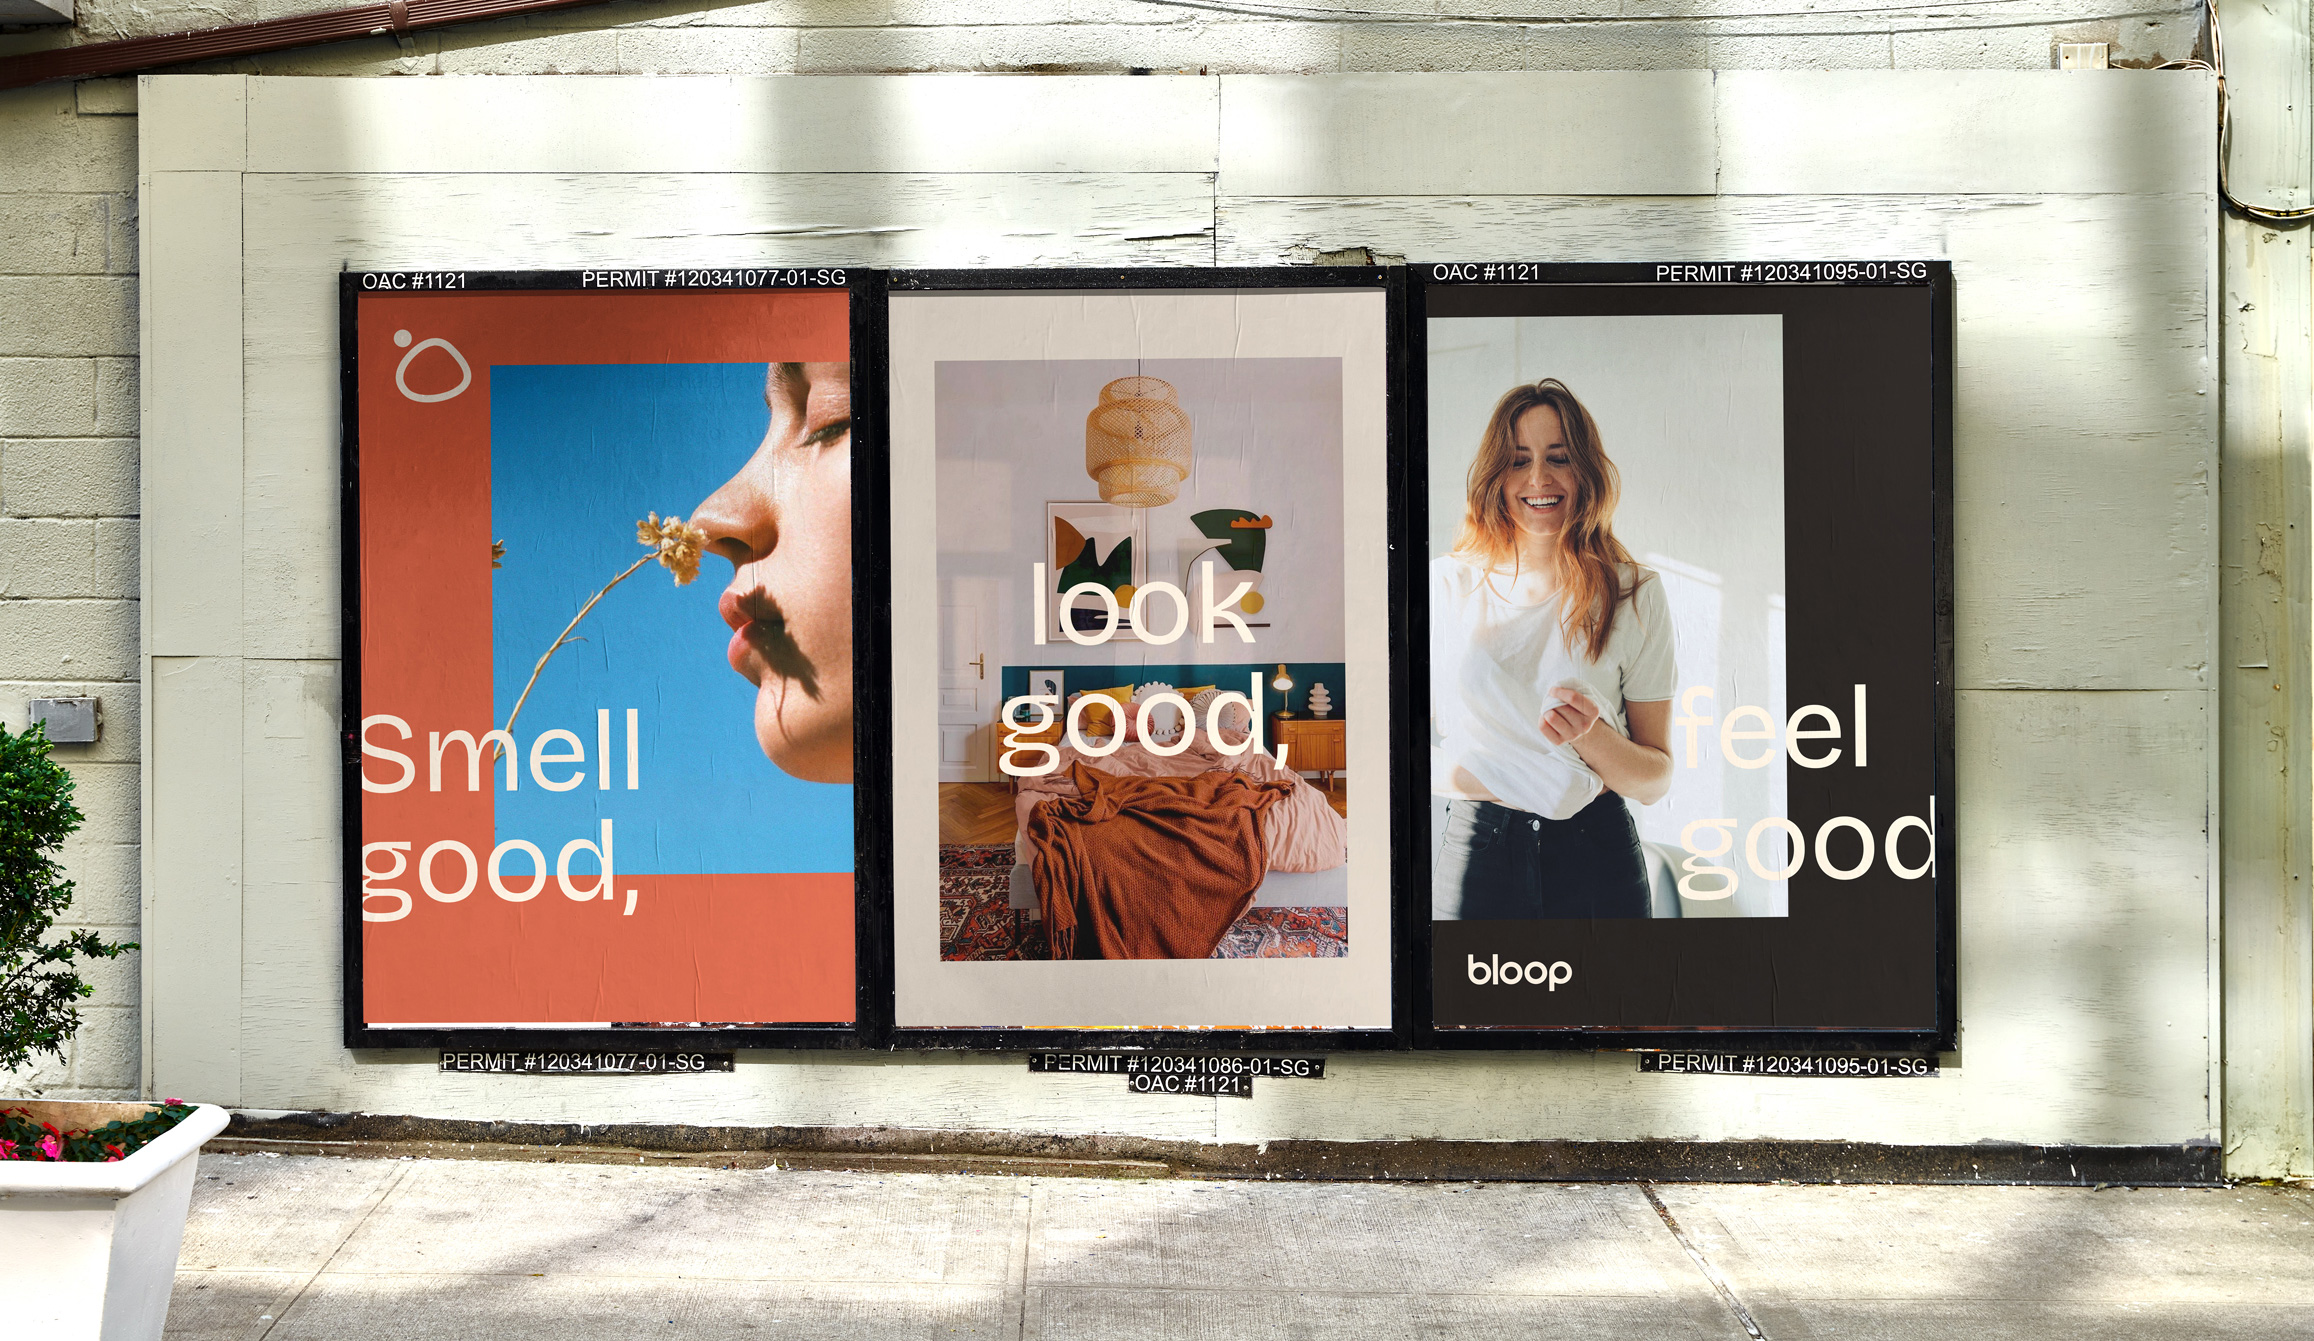 OAC #1121
PERMIT #120341077-01-SG
Smell
good,
PERMIT #120341077-01-SG
look
good,
PERMIT #120341086-01-SG
OAC #1121
OAC #1121
PERMIT #120341095-01-SG
feel
good
bloop
PERMIT #120341095-01-SG